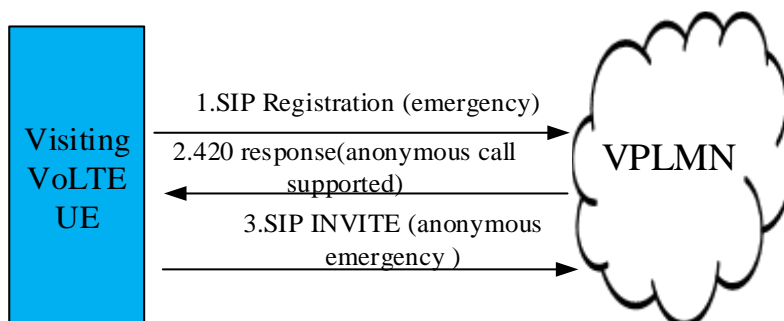 1.SIP Registration (emergency)
Visiting
VoLTE
UE
2.420 response(anonymous call
supported)
VPLMN
3.SIP INVITE (anonymous
emergency )